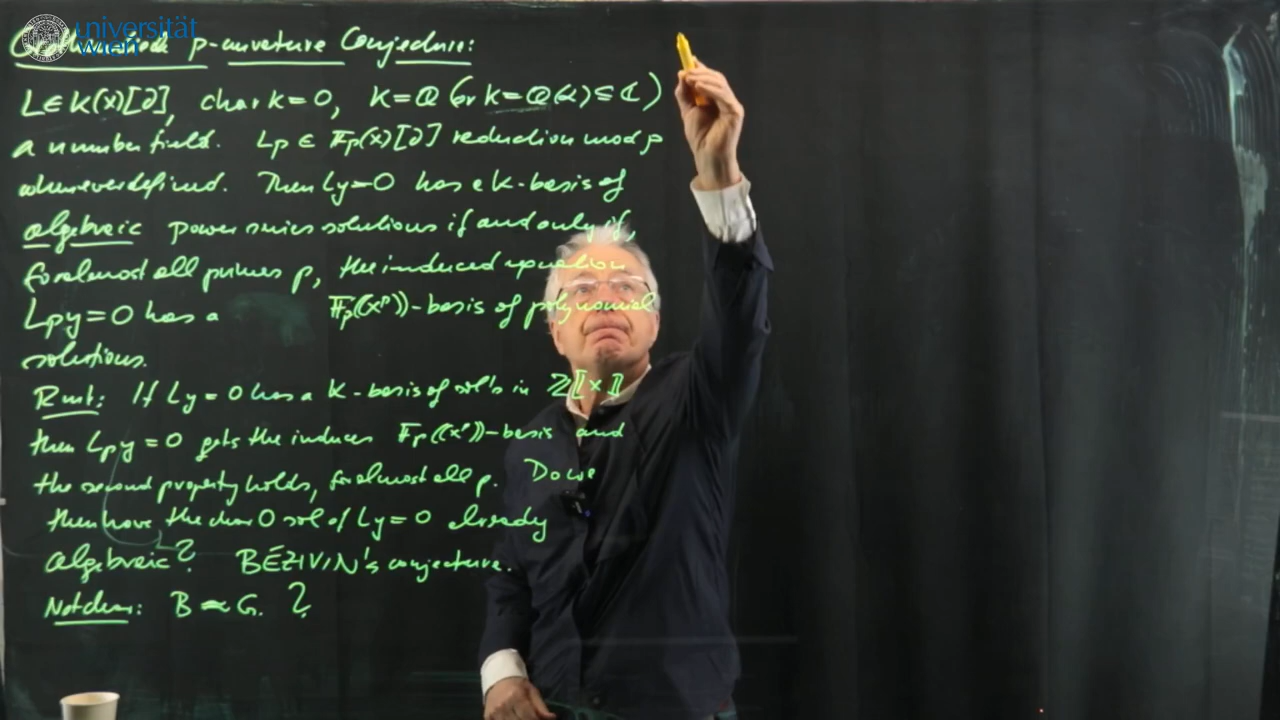 universität
wien
p-curvature Conjecture:
L ∈ K(x)[∂], char k = 0, K = ℚ (or k = ℚ(α) ⊆ ℂ)
a number field. Lp ∈ 𝔽p(x)[∂] reduction mod p
whenever defined. Then Ly=0 has a k-basis of
algebraic power series solutions if and only if,
for almost all primes p, the induced equation
Lpy=0 has a 𝔽p((xᵖ))-basis of polynomial
solutions.
Rmk: If Ly=0 has a K-basis of sol's in ℤ⟦x⟧
then Lpy=0 gets the induces 𝔽p((xᵖ))-basis and
the second property holds, for almost all p. Do we
then have the char 0 sol of Ly=0 already
algebraic? BÉZIVIN's conjecture.
B ⇝ G. ?